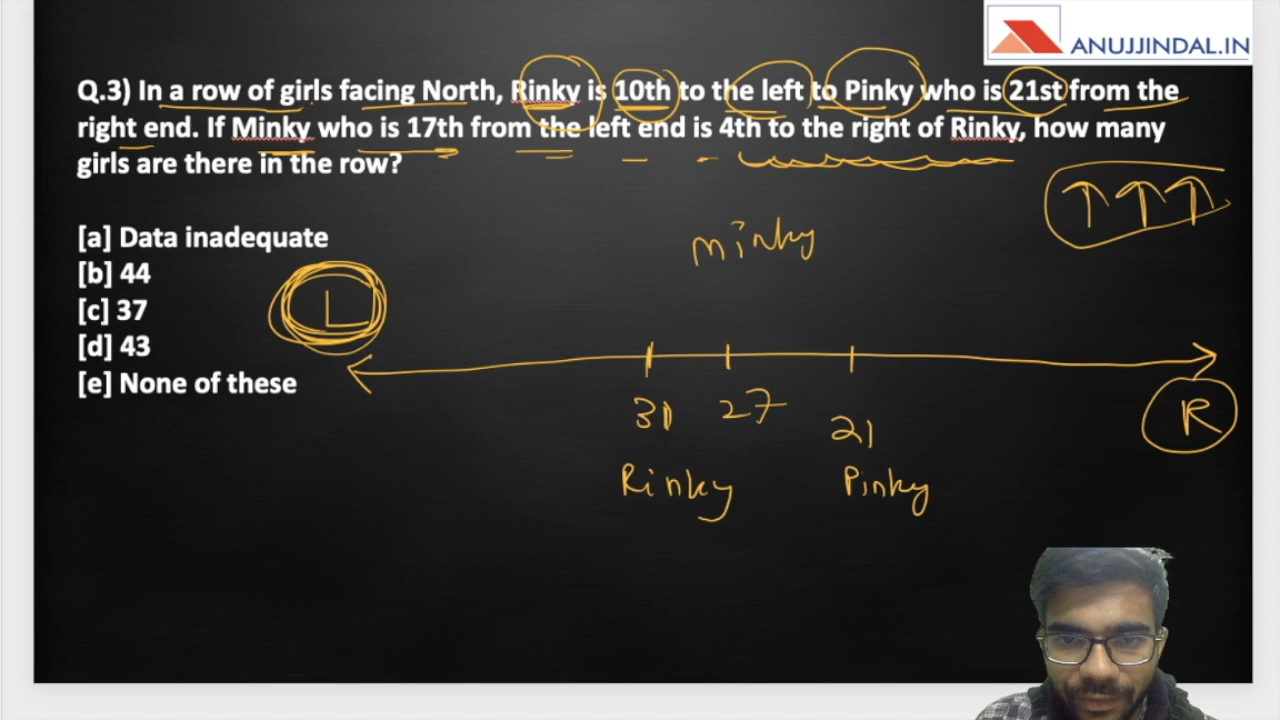 ANUJJINDAL.IN
Q.3) In a row of girls facing North, Rinky is 10th to the left to Pinky who is 21st from the
right end. If Minky who is 17th from the left end is 4th to the right of Rinky, how many
girls are there in the row?
[a] Data inadequate
[b] 44
[c] 37
[d] 43
[e] None of these
Minky
L
31 27 21
R
Rinky Pinky